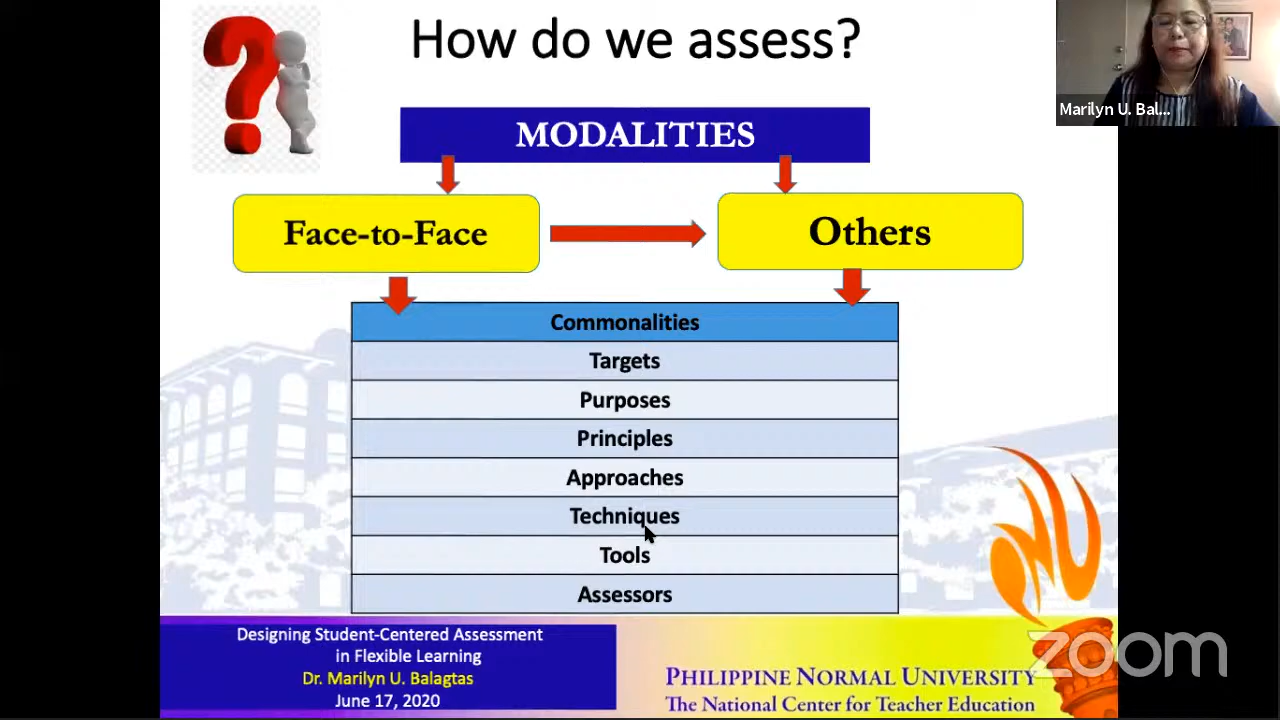 How do we assess?
Marilyn U. Bal...
MODALITIES
Face-to-Face
Others
Commonalities
Targets
Purposes
Principles
Approaches
Techniques
Tools
Assessors
Designing Student-Centered Assessment
in Flexible Learning
Dr. Marilyn U. Balagtas
June 17, 2020
PHILIPPINE NORMAL UNIVERSITY
The National Center for Teacher Education
zoom